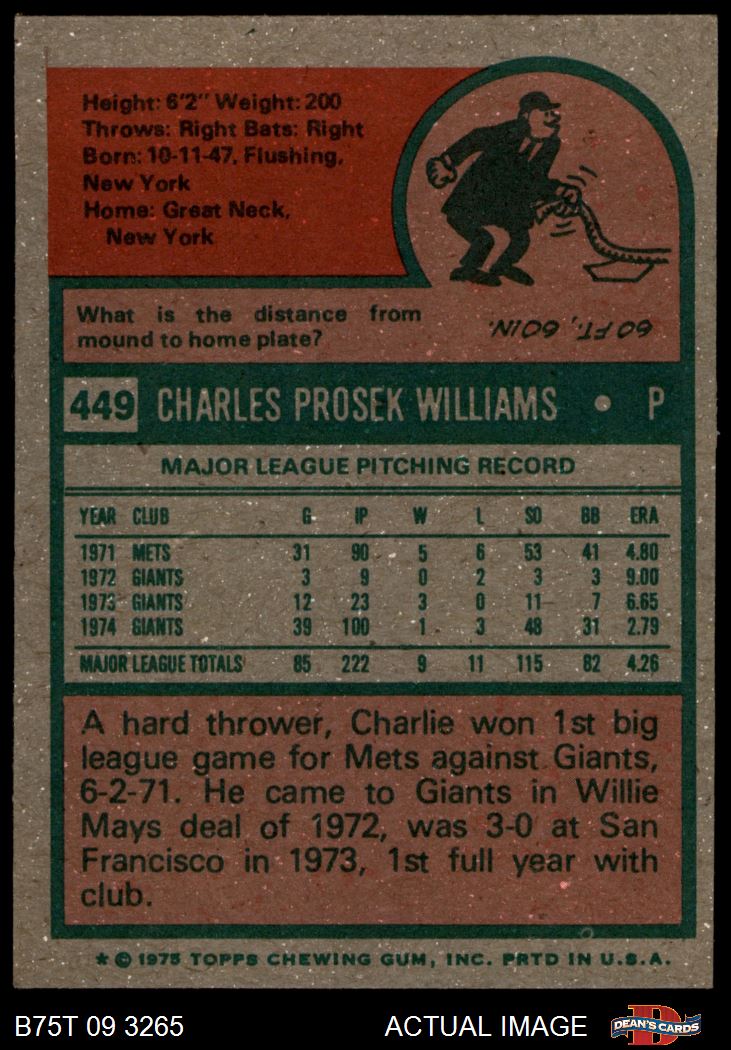 Height: 6'2" Weight: 200
Throws: Right Bats: Right
Born: 10-11-47, Flushing,
New York
Home: Great Neck,
New York
What is the distance from
mound to home plate?
60 FT., 60 IN.
449 CHARLES PROSEK WILLIAMS • P
MAJOR LEAGUE PITCHING RECORD
YEAR CLUB G IP W L SO BB ERA
1971 METS 31 90 5 6 53 41 4.80
1972 GIANTS 3 9 0 2 3 3 9.00
1973 GIANTS 12 23 3 0 11 7 6.65
1974 GIANTS 39 100 1 3 48 31 2.79
MAJOR LEAGUE TOTALS 85 222 9 11 115 82 4.26
A hard thrower, Charlie won 1st big
league game for Mets against Giants,
6-2-71. He came to Giants in Willie
Mays deal of 1972, was 3-0 at San
Francisco in 1973, 1st full year with
club.
* © 1975 TOPPS CHEWING GUM, INC. PRTD IN U.S.A.
B75T 09 3265 ACTUAL IMAGE DEAN'S CARDS